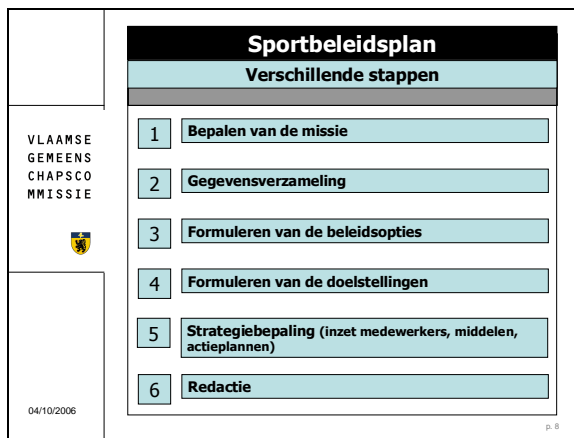 Sportbeleidsplan
Verschillende stappen
VLAAMSE
GEMEENS
CHAPSCO
MMISSIE
1 Bepalen van de missie
2 Gegevensverzameling
3 Formuleren van de beleidsopties
4 Formuleren van de doelstellingen
5 Strategiebepaling (inzet medewerkers, middelen,
actieplannen)
6 Redactie
04/10/2006
p. 8